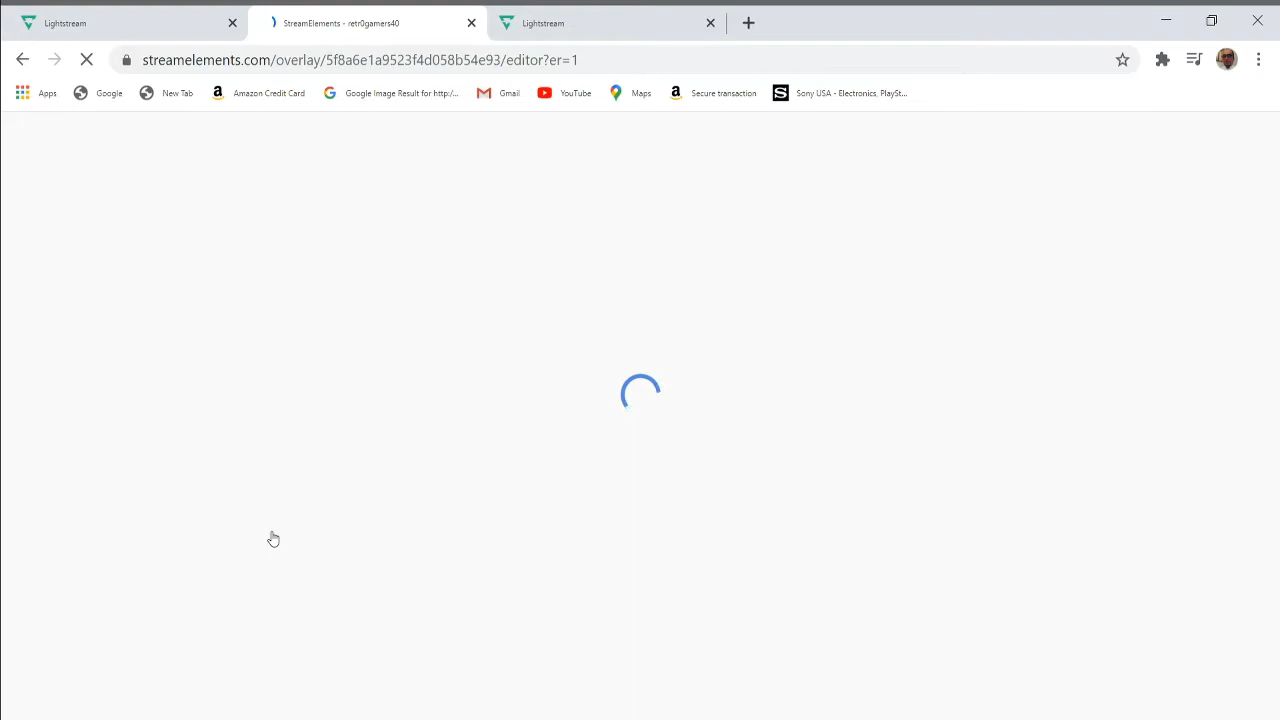 Lightstream
StreamElements - retr0gamers40
Lightstream
streamelements.com/overlay/5f8a6e1a9523f4d058b54e93/editor?er=1
Apps Google New Tab Amazon Credit Card Google Image Result for http:/... Gmail YouTube Maps Secure transaction Sony USA - Electronics, PlaySt...